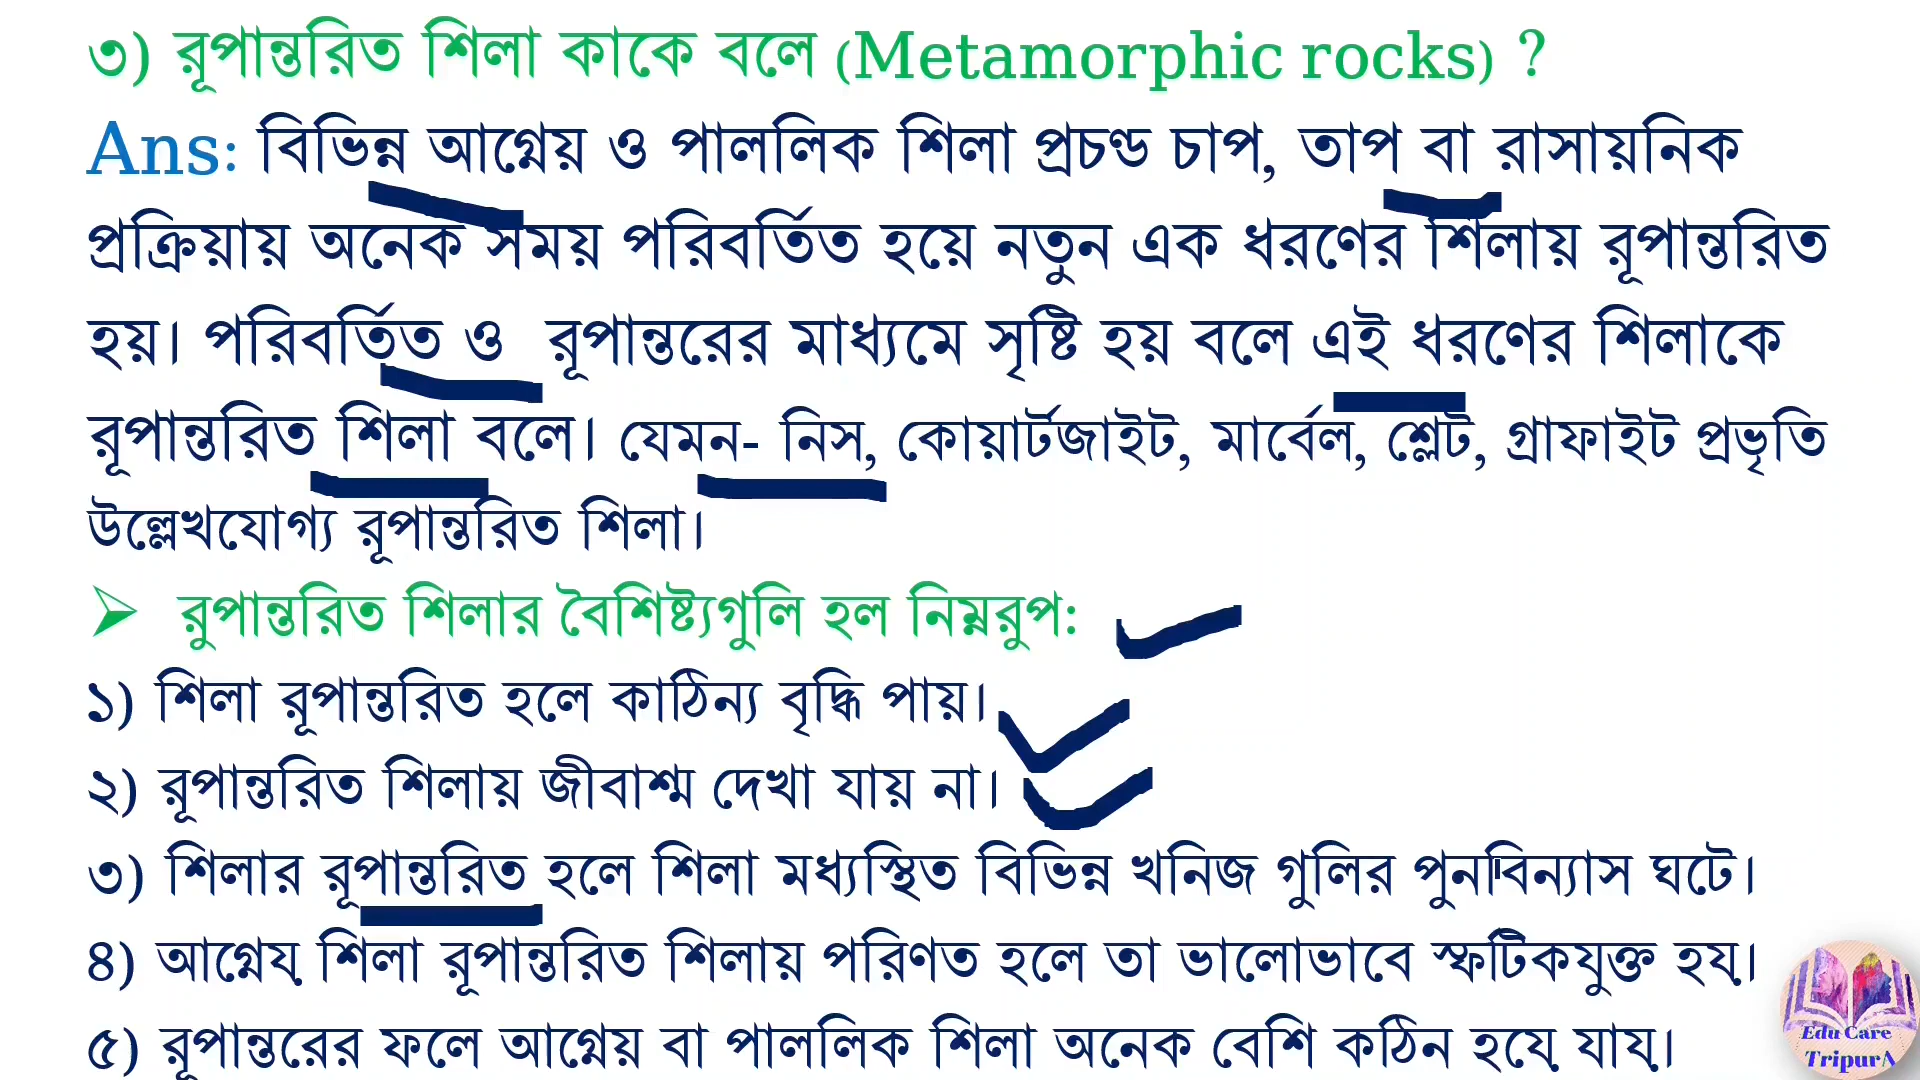 ৩) রূপান্তরিত শিলা কাকে বলে (Metamorphic rocks) ?
Ans: বিভিন্ন আগ্নেয় ও পাললিক শিলা প্রচণ্ড চাপ, তাপ বা রাসায়নিক
প্রক্রিয়ায় অনেক সময় পরিবর্তিত হয়ে নতুন এক ধরণের শিলায় রূপান্তরিত
হয়। পরিবর্তিত ও রূপান্তরের মাধ্যমে সৃষ্টি হয় বলে এই ধরণের শিলাকে
রূপান্তরিত শিলা বলে। যেমন- নিস, কোয়ার্টজাইট, মার্বেল, শ্লেট, গ্রাফাইট প্রভৃতি
উল্লেখযোগ্য রূপান্তরিত শিলা।
➢ রুপান্তরিত শিলার বৈশিষ্ট্যগুলি হল নিম্নরুপ:
১) শিলা রূপান্তরিত হলে কাঠিন্য বৃদ্ধি পায়।
২) রূপান্তরিত শিলায় জীবাশ্ম দেখা যায় না।
৩) শিলার রূপান্তরিত হলে শিলা মধ্যস্থিত বিভিন্ন খনিজ গুলির পুনর্বিন্যাস ঘটে।
৪) আগ্নেয় শিলা রূপান্তরিত শিলায় পরিণত হলে তা ভালোভাবে স্ফটিকযুক্ত হয়।
৫) রূপান্তরের ফলে আগ্নেয় বা পাললিক শিলা অনেক বেশি কঠিন হয়ে যায়।
Edu Care
TripurA